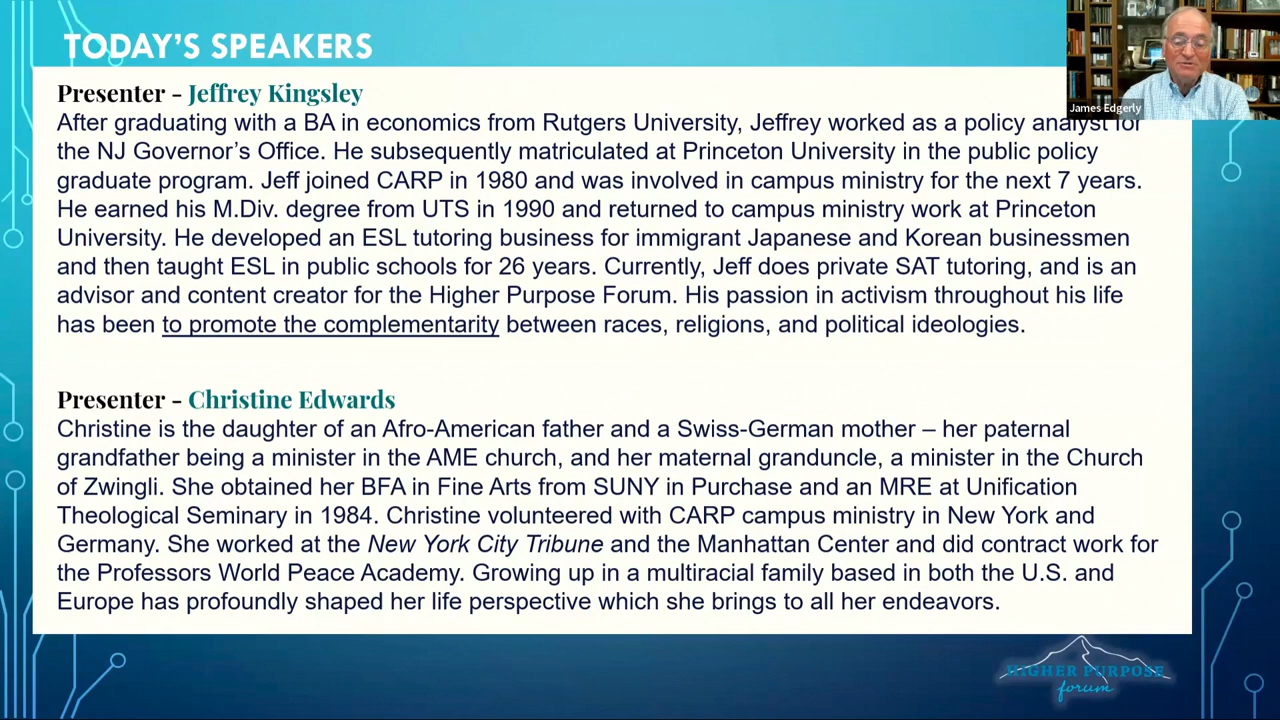 TODAY'S SPEAKERS
James Edgerly
Presenter - Jeffrey Kingsley
After graduating with a BA in economics from Rutgers University, Jeffrey worked as a policy analyst for
the NJ Governor's Office. He subsequently matriculated at Princeton University in the public policy
graduate program. Jeff joined CARP in 1980 and was involved in campus ministry for the next 7 years.
He earned his M.Div. degree from UTS in 1990 and returned to campus ministry work at Princeton
University. He developed an ESL tutoring business for immigrant Japanese and Korean businessmen
and then taught ESL in public schools for 26 years. Currently, Jeff does private SAT tutoring, and is an
advisor and content creator for the Higher Purpose Forum. His passion in activism throughout his life
has been to promote the complementarity between races, religions, and political ideologies.
Presenter - Christine Edwards
Christine is the daughter of an Afro-American father and a Swiss-German mother – her paternal
grandfather being a minister in the AME church, and her maternal granduncle, a minister in the Church
of Zwingli. She obtained her BFA in Fine Arts from SUNY in Purchase and an MRE at Unification
Theological Seminary in 1984. Christine volunteered with CARP campus ministry in New York and
Germany. She worked at the New York City Tribune and the Manhattan Center and did contract work for
the Professors World Peace Academy. Growing up in a multiracial family based in both the U.S. and
Europe has profoundly shaped her life perspective which she brings to all her endeavors.
HIGHER PURPOSE
forum